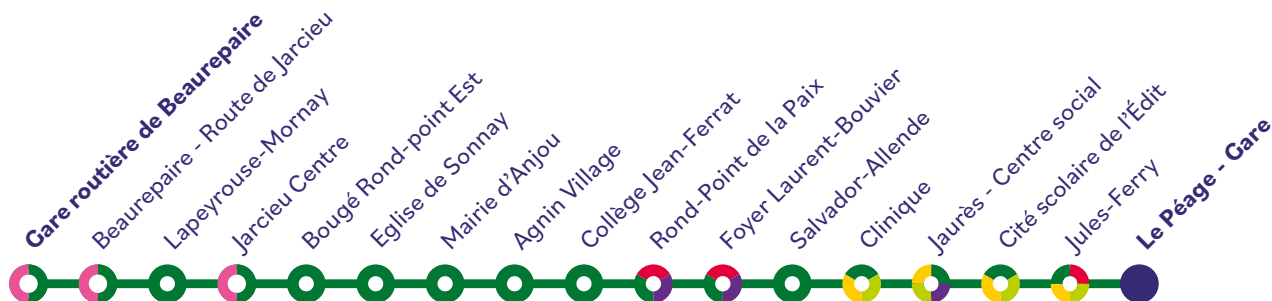 Gare routière de Beaurepaire
Beaurepaire - Route de Jarcieu
Lapeyrouse-Mornay
Jarcieu Centre
Bougé Rond-point Est
Eglise de Sonnay
Mairie d'Anjou
Agnin Village
Collège Jean-Ferrat
Rond-Point de la Paix
Foyer Laurent-Bouvier
Salvador-Allende
Clinique
Jaurès - Centre social
Cité scolaire de l'Édit
Jules-Ferry
Le Péage - Gare